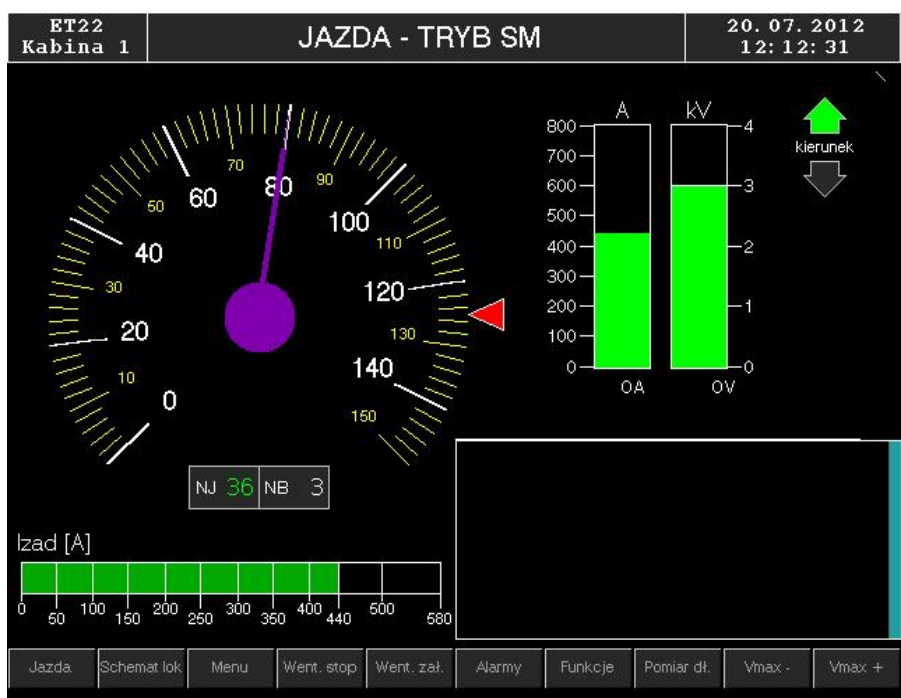 ET22
Kabina 1
JAZDA - TRYB SM
20. 07. 2012
12: 12: 31
0
10
20
30
40
50
60
70
80
90
100
110
120
130
140
150
A
kV
800
700
600
500
400
300
200
100
0
4
3
2
1
0
0A
0V
kierunek
NJ 36 NB 3
Izad [A]
0 50 100 150 200 250 300 350 400 440 500 580
Jazda Schemat lok Menu Went. stop Went. zał. Alarmy Funkcje Pomiar dł. Vmax - Vmax +